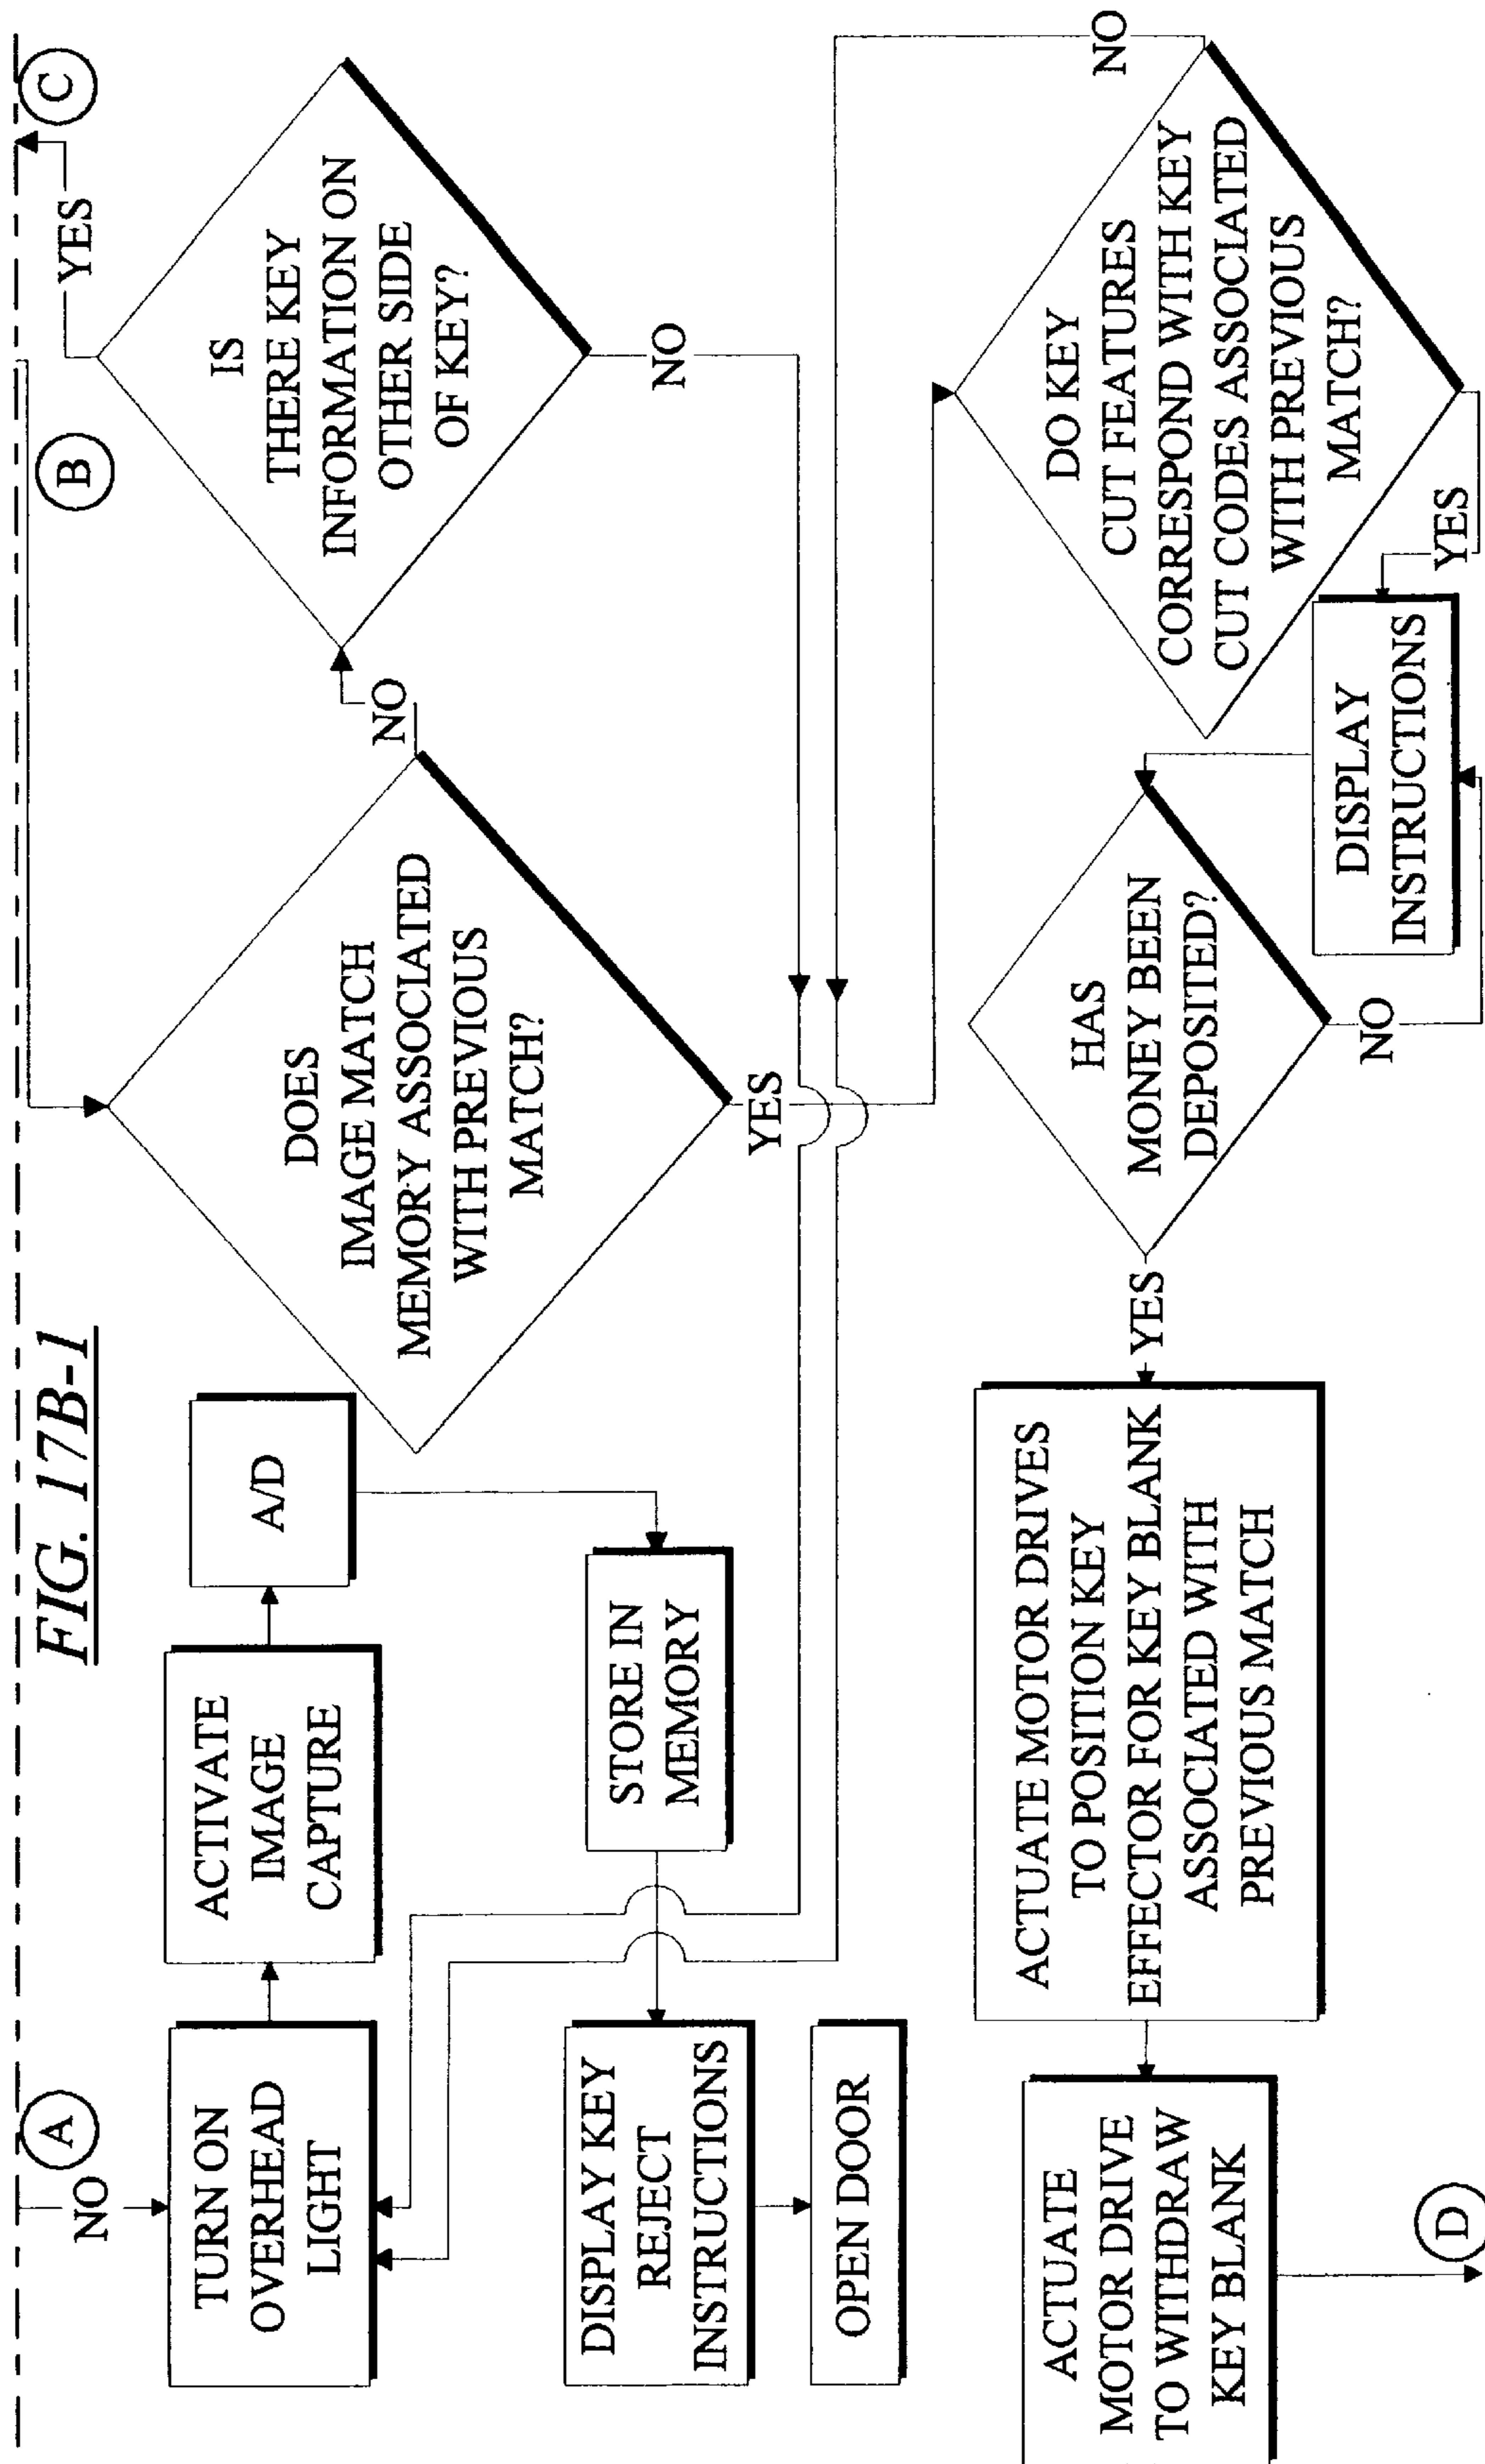 FIG. 17B-1
A
NO
B
C
YES
TURN ON
OVERHEAD
LIGHT
ACTIVATE
IMAGE
CAPTURE
A/D
STORE IN
MEMORY
DISPLAY KEY
REJECT
INSTRUCTIONS
OPEN DOOR
DOES
IMAGE MATCH
MEMORY ASSOCIATED
WITH PREVIOUS
MATCH?
NO
YES
IS
THERE KEY
INFORMATION ON
OTHER SIDE
OF KEY?
NO
DO KEY
CUT FEATURES
CORRESPOND WITH KEY
CUT CODES ASSOCIATED
WITH PREVIOUS
MATCH?
NO
YES
DISPLAY
INSTRUCTIONS
HAS
MONEY BEEN
DEPOSITED?
NO
YES
ACTUATE MOTOR DRIVES
TO POSITION KEY
EFFECTOR FOR KEY BLANK
ASSOCIATED WITH
PREVIOUS MATCH
ACTUATE
MOTOR DRIVE
TO WITHDRAW
KEY BLANK
D